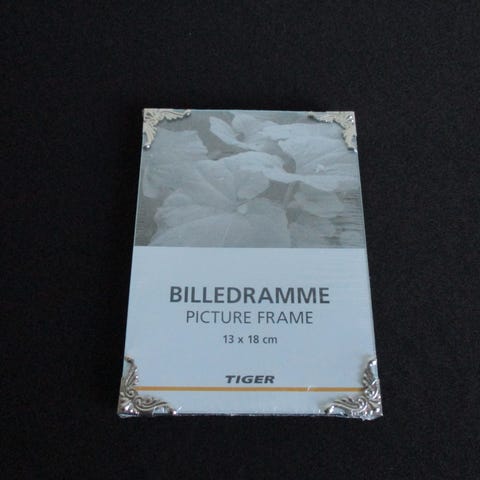 BILLEDRAMME
PICTURE FRAME
13 x 18 cm
TIGER